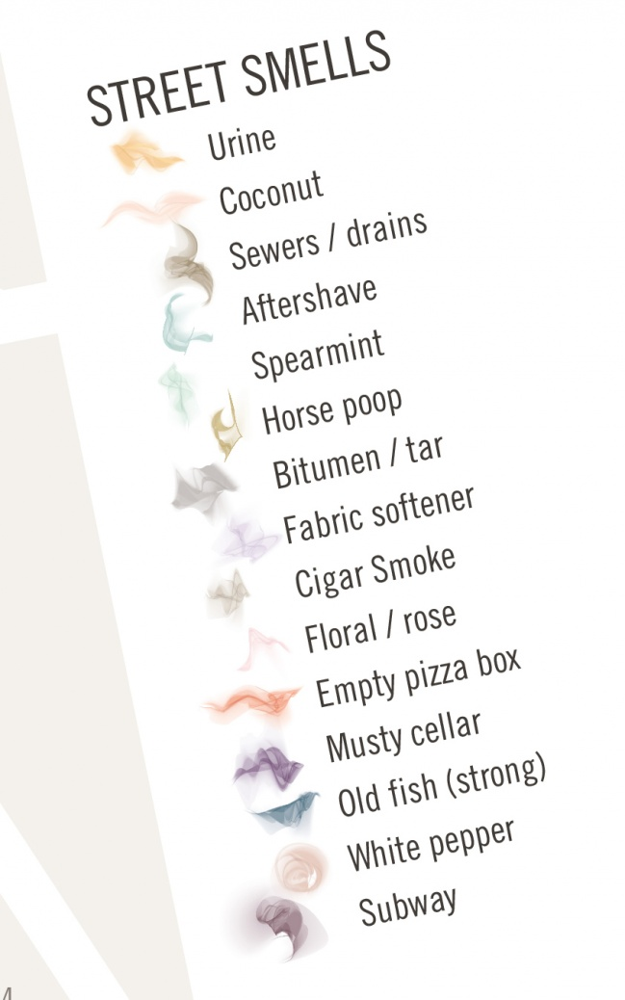 STREET SMELLS
Urine
Coconut
Sewers / drains
Aftershave
Spearmint
Horse poop
Bitumen / tar
Fabric softener
Cigar Smoke
Floral / rose
Empty pizza box
Musty cellar
Old fish (strong)
White pepper
Subway